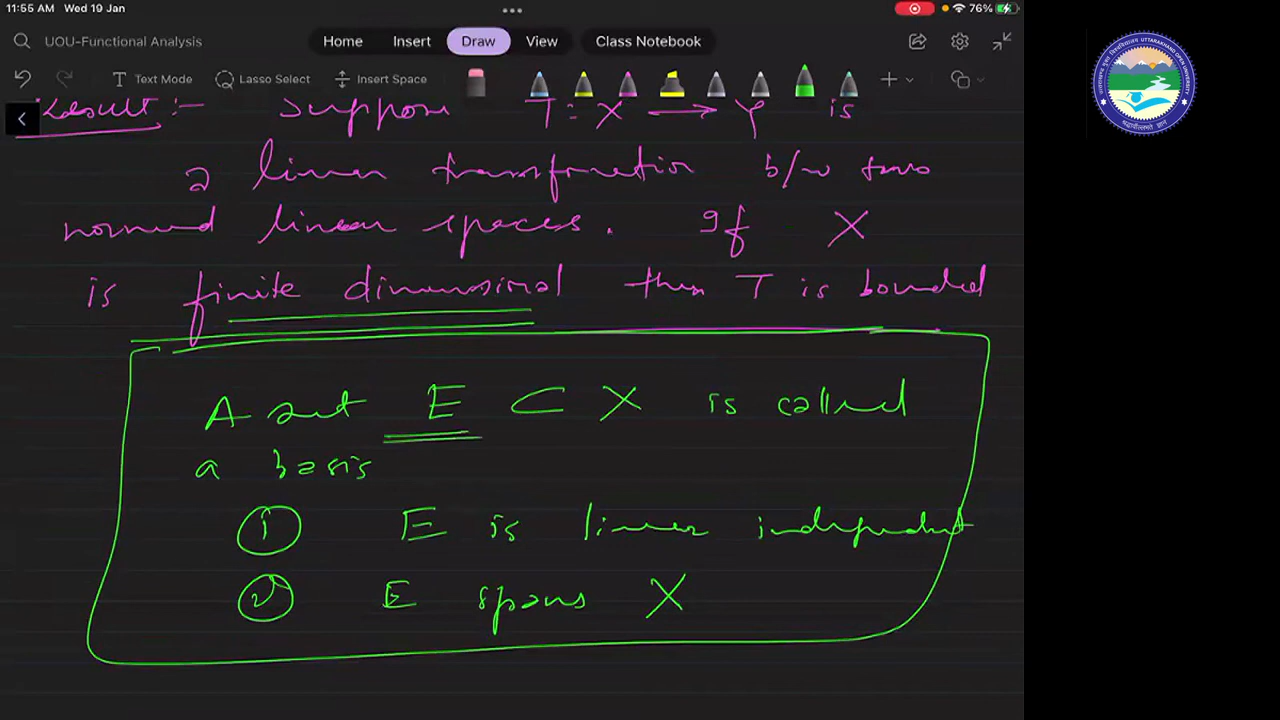 11:55 AM Wed 19 Jan
76%
UOU-Functional Analysis
Home Insert Draw View Class Notebook
Text Mode Lasso Select Insert Space
Result :- Suppose T : X → Y is
a linear transformation b/w two
normed linear spaces. If X
is finite dimensional then T is bounded
A set E ⊂ X is called
a basis
① E is linear independent
② E spans X